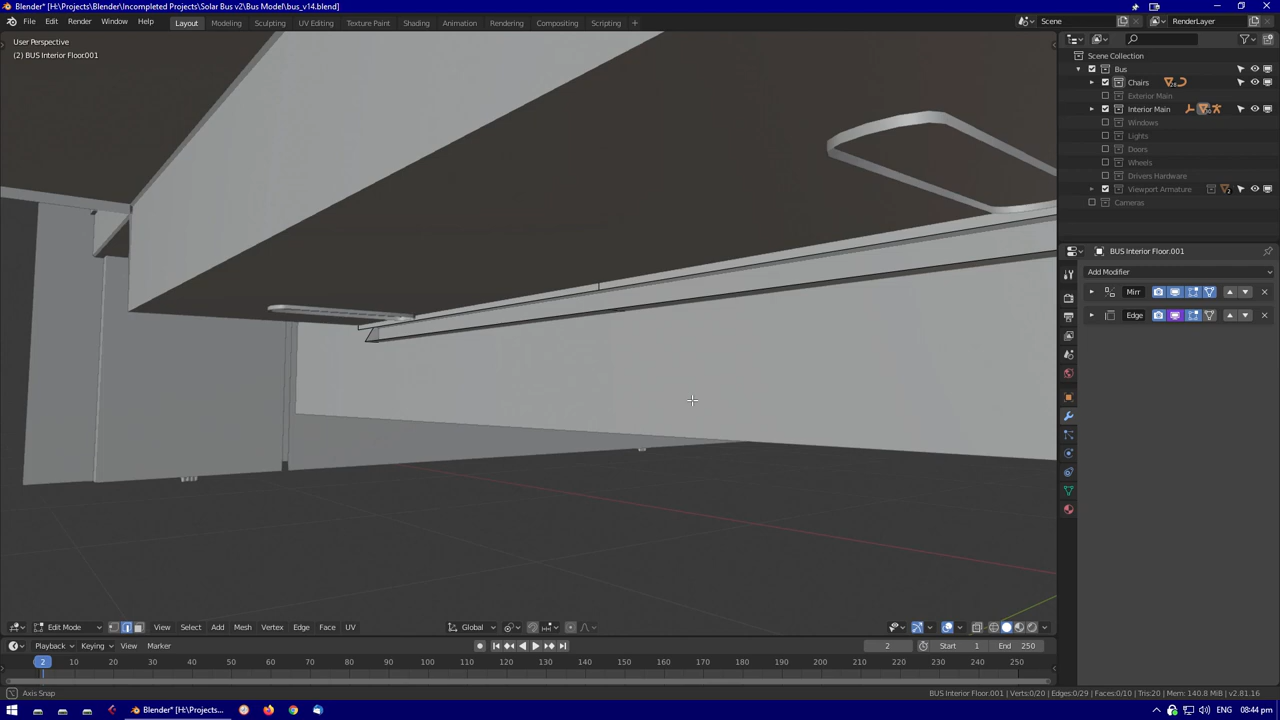 Blender* [H:\Projects\Blender\Incompleted Projects\Solar Bus v2\Bus Model\bus_v14.blend]
File Edit Render Window Help Layout Modeling Sculpting UV Editing Texture Paint Shading Animation Rendering Compositing Scripting + Scene RenderLayer
User Perspective
(2) BUS Interior Floor.001
Scene Collection
Bus
Chairs
Exterior Main
Interior Main
Windows
Lights
Doors
Wheels
Drivers Hardware
Viewport Armature
Cameras
BUS Interior Floor.001
Add Modifier
Mirr
Edge
Edit Mode View Select Add Mesh Vertex Edge Face UV Global
Playback Keying View Marker 2 Start 1 End 250
2 10 20 30 40 50 60 70 80 90 100 110 120 130 140 150 160 170 180 190 200 210 220 230 240 250
Axis Snap BUS Interior Floor.001 | Verts:0/20 | Edges:0/29 | Faces:0/10 | Tris:20 | Mem: 140.8 MiB | v2.81.16
Blender* [H:\Projects... ENG 08:44 pm